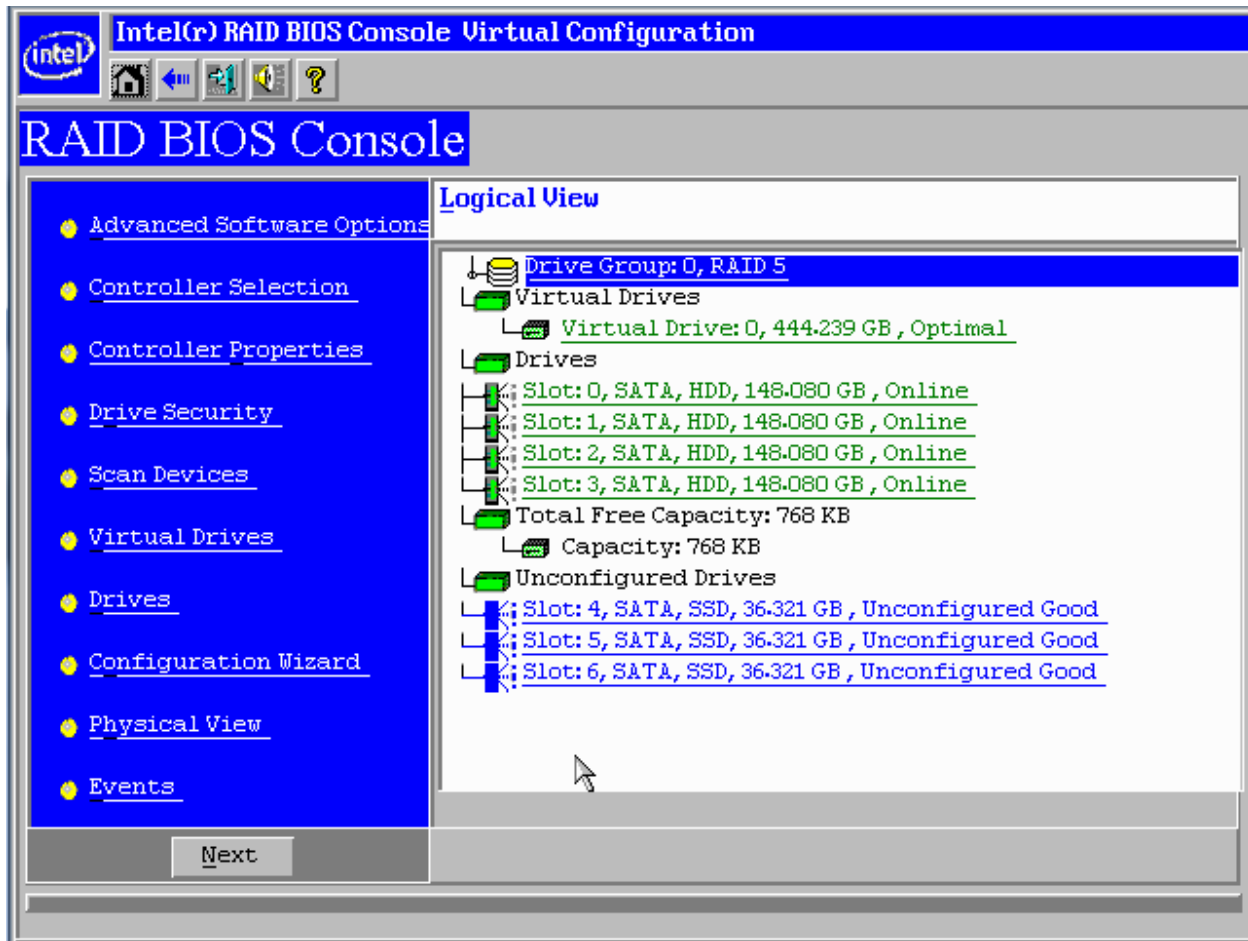 intel
Intel(r) RAID BIOS Console Virtual Configuration
?
RAID BIOS Console
Advanced Software Options
Controller Selection
Controller Properties
Drive Security
Scan Devices
Virtual Drives
Drives
Configuration Wizard
Physical View
Events
Next
Logical View
Drive Group: 0, RAID 5
Virtual Drives
Virtual Drive: 0, 444.239 GB , Optimal
Drives
Slot: 0, SATA, HDD, 148.080 GB , Online
Slot: 1, SATA, HDD, 148.080 GB , Online
Slot: 2, SATA, HDD, 148.080 GB , Online
Slot: 3, SATA, HDD, 148.080 GB , Online
Total Free Capacity: 768 KB
Capacity: 768 KB
Unconfigured Drives
Slot: 4, SATA, SSD, 36.321 GB , Unconfigured Good
Slot: 5, SATA, SSD, 36.321 GB , Unconfigured Good
Slot: 6, SATA, SSD, 36.321 GB , Unconfigured Good